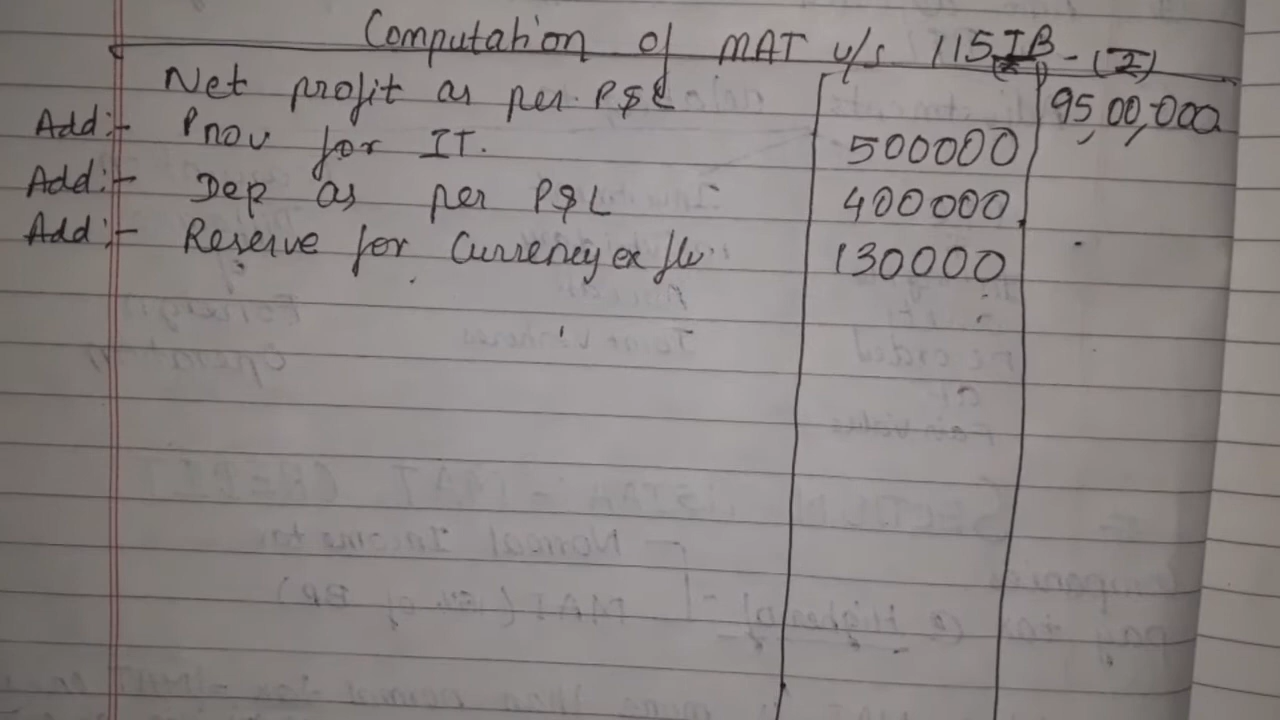 Computation of MAT u/s 115JB - (I)
Net profit as per P&L 95,00,000
Add:- Prov for IT. 500000
Add:- Dep as per P&L 400000
Add:- Reserve for Currency ex flu. 130000